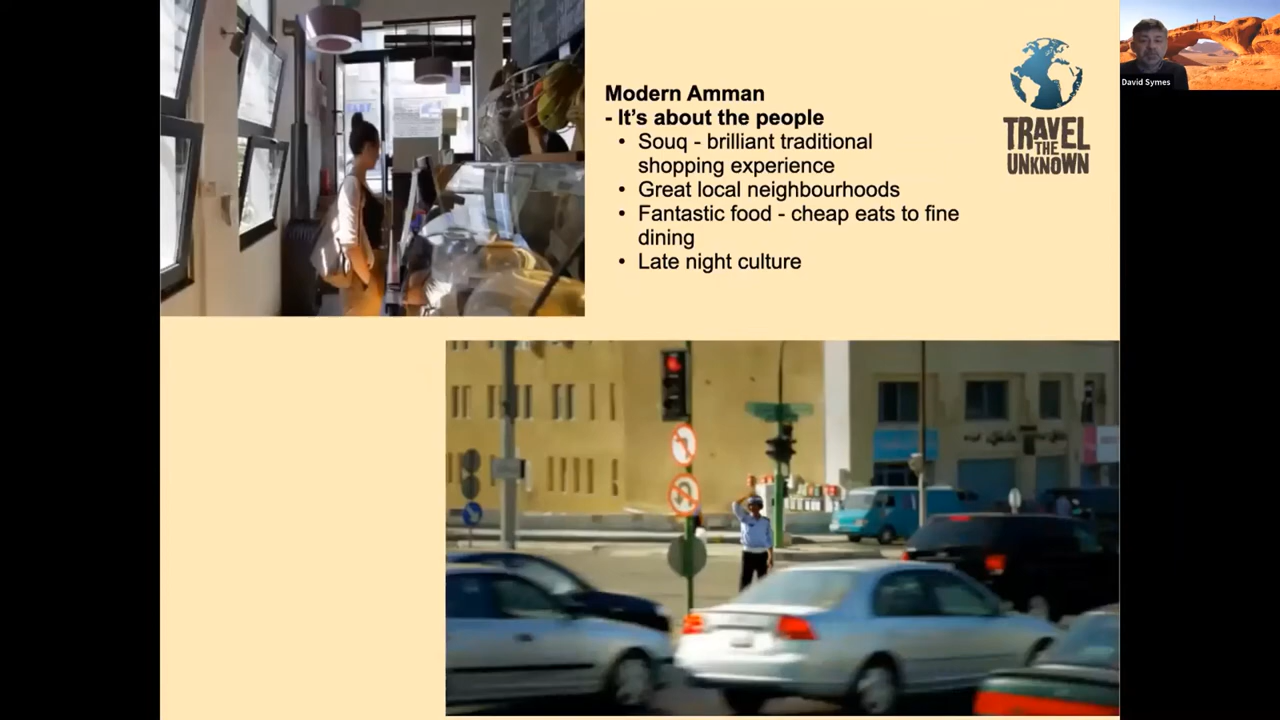 Modern Amman
- It's about the people
• Souq - brilliant traditional
shopping experience
• Great local neighbourhoods
• Fantastic food - cheap eats to fine
dining
• Late night culture
TRAVEL
THE
UNKNOWN
David Symes